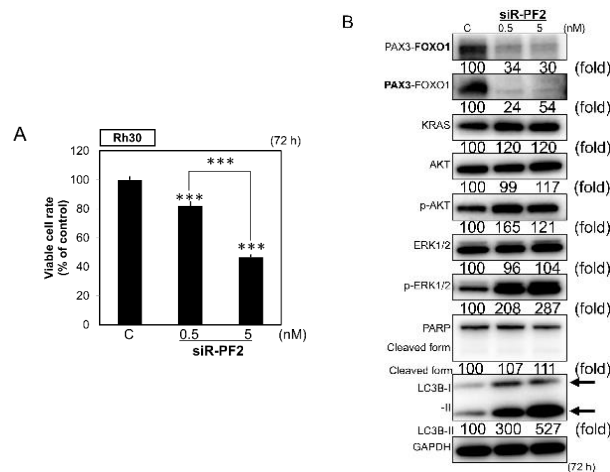 A
Rh30
(72 h)
Viable cell rate
(% of control)
120
100
80
60
40
20
0
***
***
***
C
0.5
5
(nM)
siR-PF2
B
siR-PF2
C
0.5
5
(nM)
PAX3-FOXO1
100 34 30 (fold)
PAX3-FOXO1
100 24 54 (fold)
KRAS
100 120 120 (fold)
AKT
100 99 117 (fold)
p-AKT
100 165 121 (fold)
ERK1/2
100 96 104 (fold)
p-ERK1/2
100 208 287 (fold)
PARP
Cleaved form
Cleaved form 100 107 111 (fold)
LC3B-I
-II
LC3B-II 100 300 527 (fold)
GAPDH
(72 h)